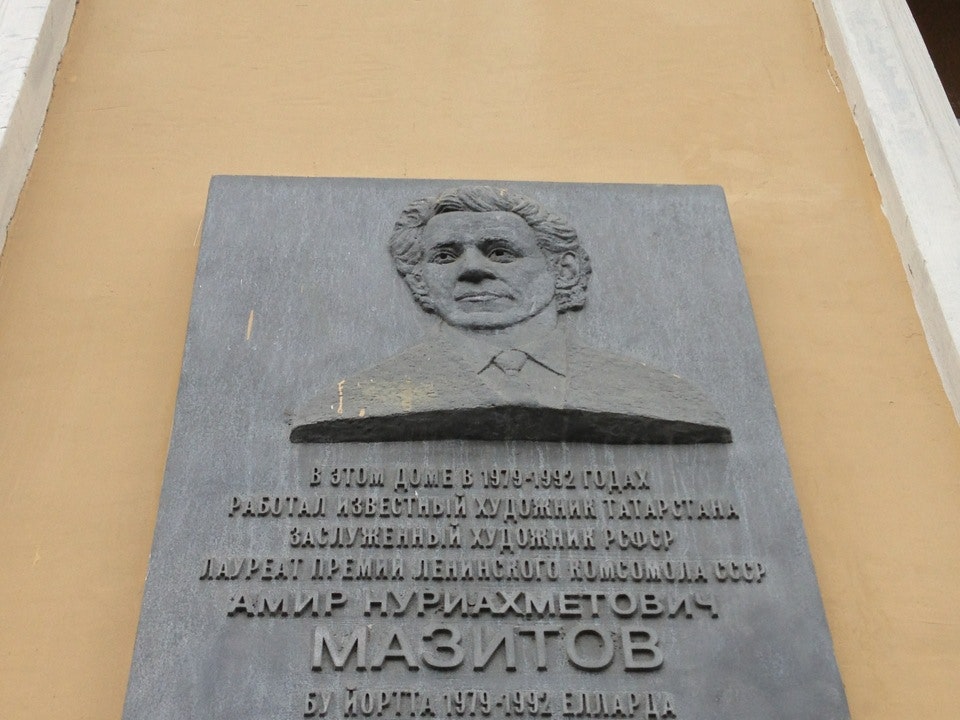 В ЭТОМ ДОМЕ В 1979-1992 ГОДАХ
РАБОТАЛ ИЗВЕСТНЫЙ ХУДОЖНИК ТАТАРСТАНА
ЗАСЛУЖЕННЫЙ ХУДОЖНИК РСФСР
ЛАУРЕАТ ПРЕМИИ ЛЕНИНСКОГО КОМСОМОЛА СССР
АМИР НУРИАХМЕТОВИЧ
МАЗИТОВ
БУ ЙОРТТА 1979-1992 ЕЛЛАРДА